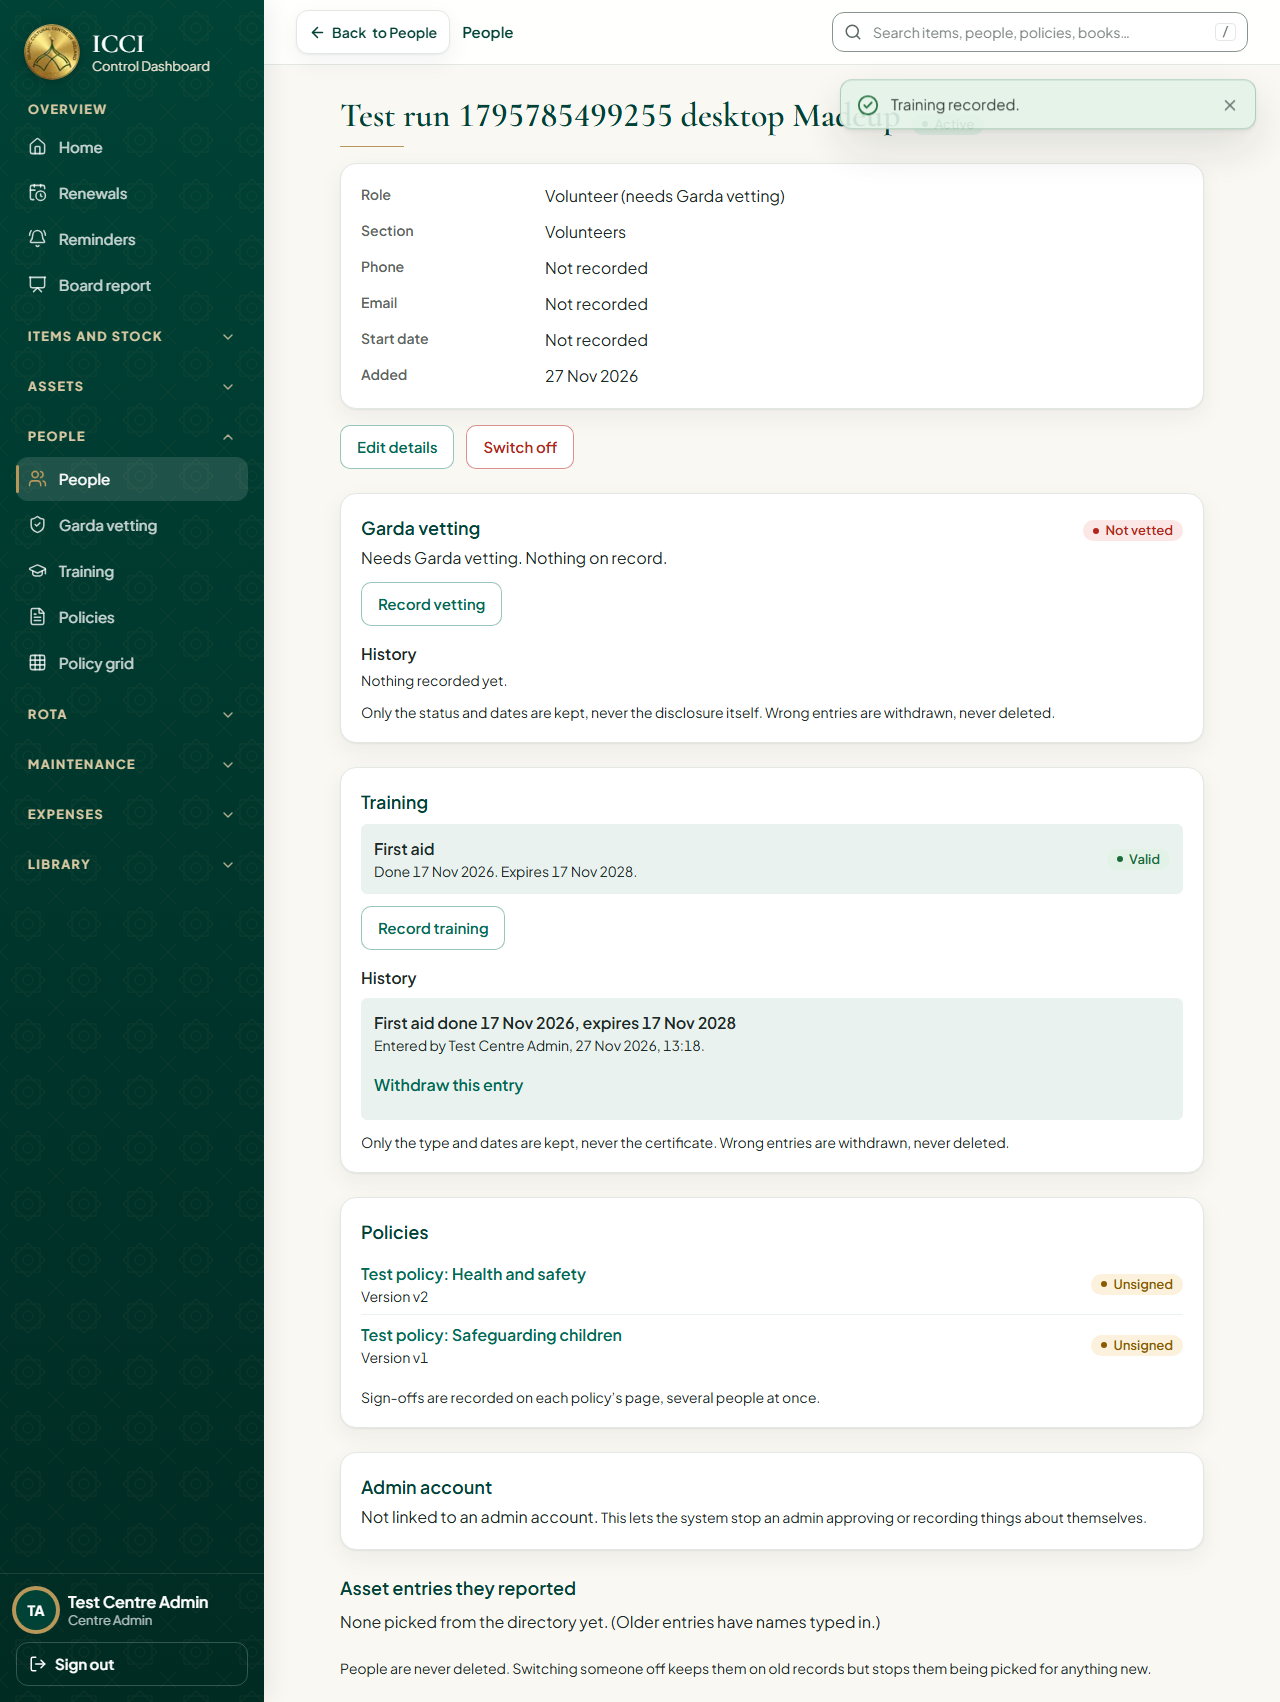 ICCI
Control Dashboard
OVERVIEW
Home
Renewals
Reminders
Board report
ITEMS AND STOCK
ASSETS
PEOPLE
People
Garda vetting
Training
Policies
Policy grid
ROTA
MAINTENANCE
EXPENSES
LIBRARY
TA
Test Centre Admin
Centre Admin
Sign out
Back to People
People
Search items, people, policies, books…
/
Training recorded.
Test run 1795785499255 desktop Madcup
Active
Role
Volunteer (needs Garda vetting)
Section
Volunteers
Phone
Not recorded
Email
Not recorded
Start date
Not recorded
Added
27 Nov 2026
Edit details
Switch off
Garda vetting
Not vetted
Needs Garda vetting. Nothing on record.
Record vetting
History
Nothing recorded yet.
Only the status and dates are kept, never the disclosure itself. Wrong entries are withdrawn, never deleted.
Training
First aid
Done 17 Nov 2026. Expires 17 Nov 2028.
Valid
Record training
History
First aid done 17 Nov 2026, expires 17 Nov 2028
Entered by Test Centre Admin, 27 Nov 2026, 13:18.
Withdraw this entry
Only the type and dates are kept, never the certificate. Wrong entries are withdrawn, never deleted.
Policies
Test policy: Health and safety
Version v2
Unsigned
Test policy: Safeguarding children
Version v1
Unsigned
Sign-offs are recorded on each policy's page, several people at once.
Admin account
Not linked to an admin account. This lets the system stop an admin approving or recording things about themselves.
Asset entries they reported
None picked from the directory yet. (Older entries have names typed in.)
People are never deleted. Switching someone off keeps them on old records but stops them being picked for anything new.